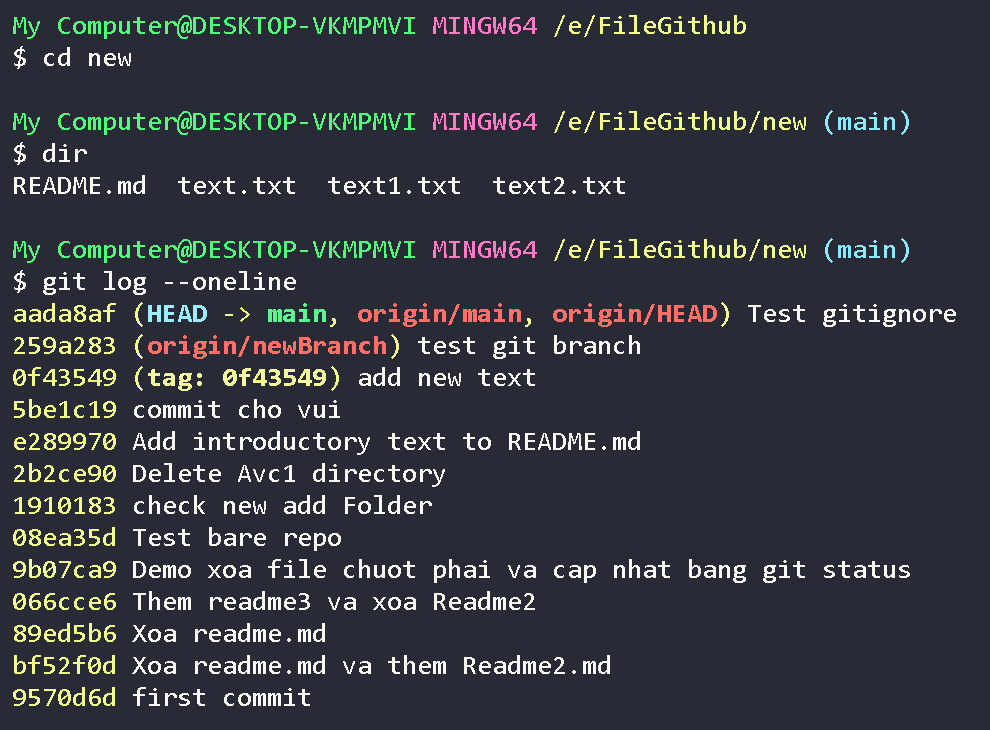 My Computer@DESKTOP-VKMPMVI MINGW64 /e/FileGithub
$ cd new
My Computer@DESKTOP-VKMPMVI MINGW64 /e/FileGithub/new (main)
$ dir
README.md  text.txt  text1.txt  text2.txt
My Computer@DESKTOP-VKMPMVI MINGW64 /e/FileGithub/new (main)
$ git log --oneline
aada8af (HEAD -> main, origin/main, origin/HEAD) Test gitignore
259a283 (origin/newBranch) test git branch
0f43549 (tag: 0f43549) add new text
5be1c19 commit cho vui
e289970 Add introductory text to README.md
2b2ce90 Delete Avc1 directory
1910183 check new add Folder
08ea35d Test bare repo
9b07ca9 Demo xoa file chuot phai va cap nhat bang git status
066cce6 Them readme3 va xoa Readme2
89ed5b6 Xoa readme.md
bf52f0d Xoa readme.md va them Readme2.md
9570d6d first commit